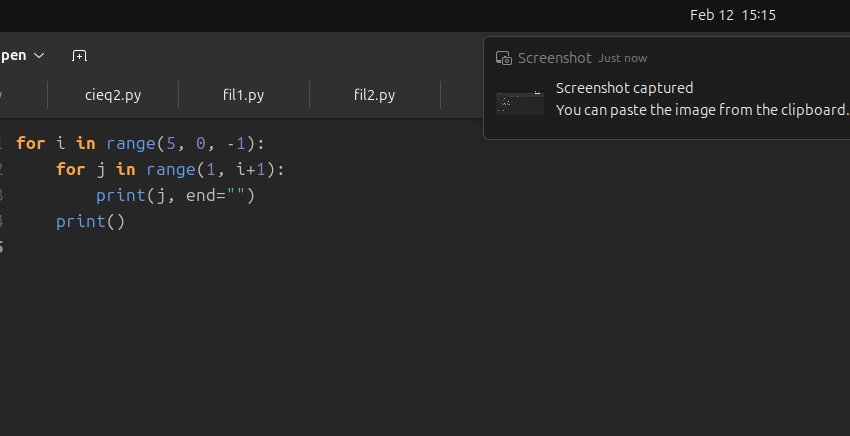 Feb 12 15:15
pen
Screenshot Just now
Screenshot captured
You can paste the image from the clipboard.
cieq2.py
fil1.py
fil2.py
for i in range(5, 0, -1):
    for j in range(1, i+1):
        print(j, end="")
    print()
5